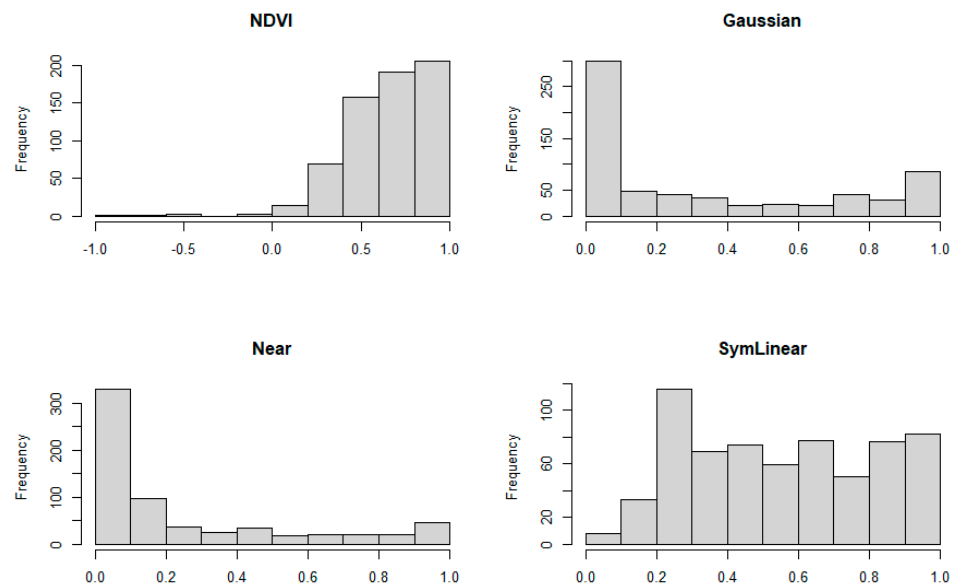 NDVI
Frequency
0 50 100 150 200
-1.0 -0.5 0.0 0.5 1.0
Gaussian
Frequency
0 50 150 250
0.0 0.2 0.4 0.6 0.8 1.0
Near
Frequency
0 100 200 300
0.0 0.2 0.4 0.6 0.8 1.0
SymLinear
Frequency
0 20 60 100
0.0 0.2 0.4 0.6 0.8 1.0